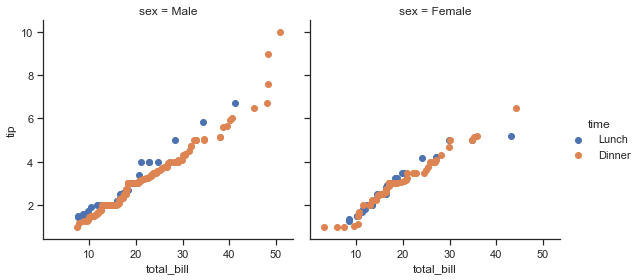 sex = Male
sex = Female
10
8
6
4
2
tip
10 20 30 40 50
10 20 30 40 50
total_bill
total_bill
time
Lunch
Dinner